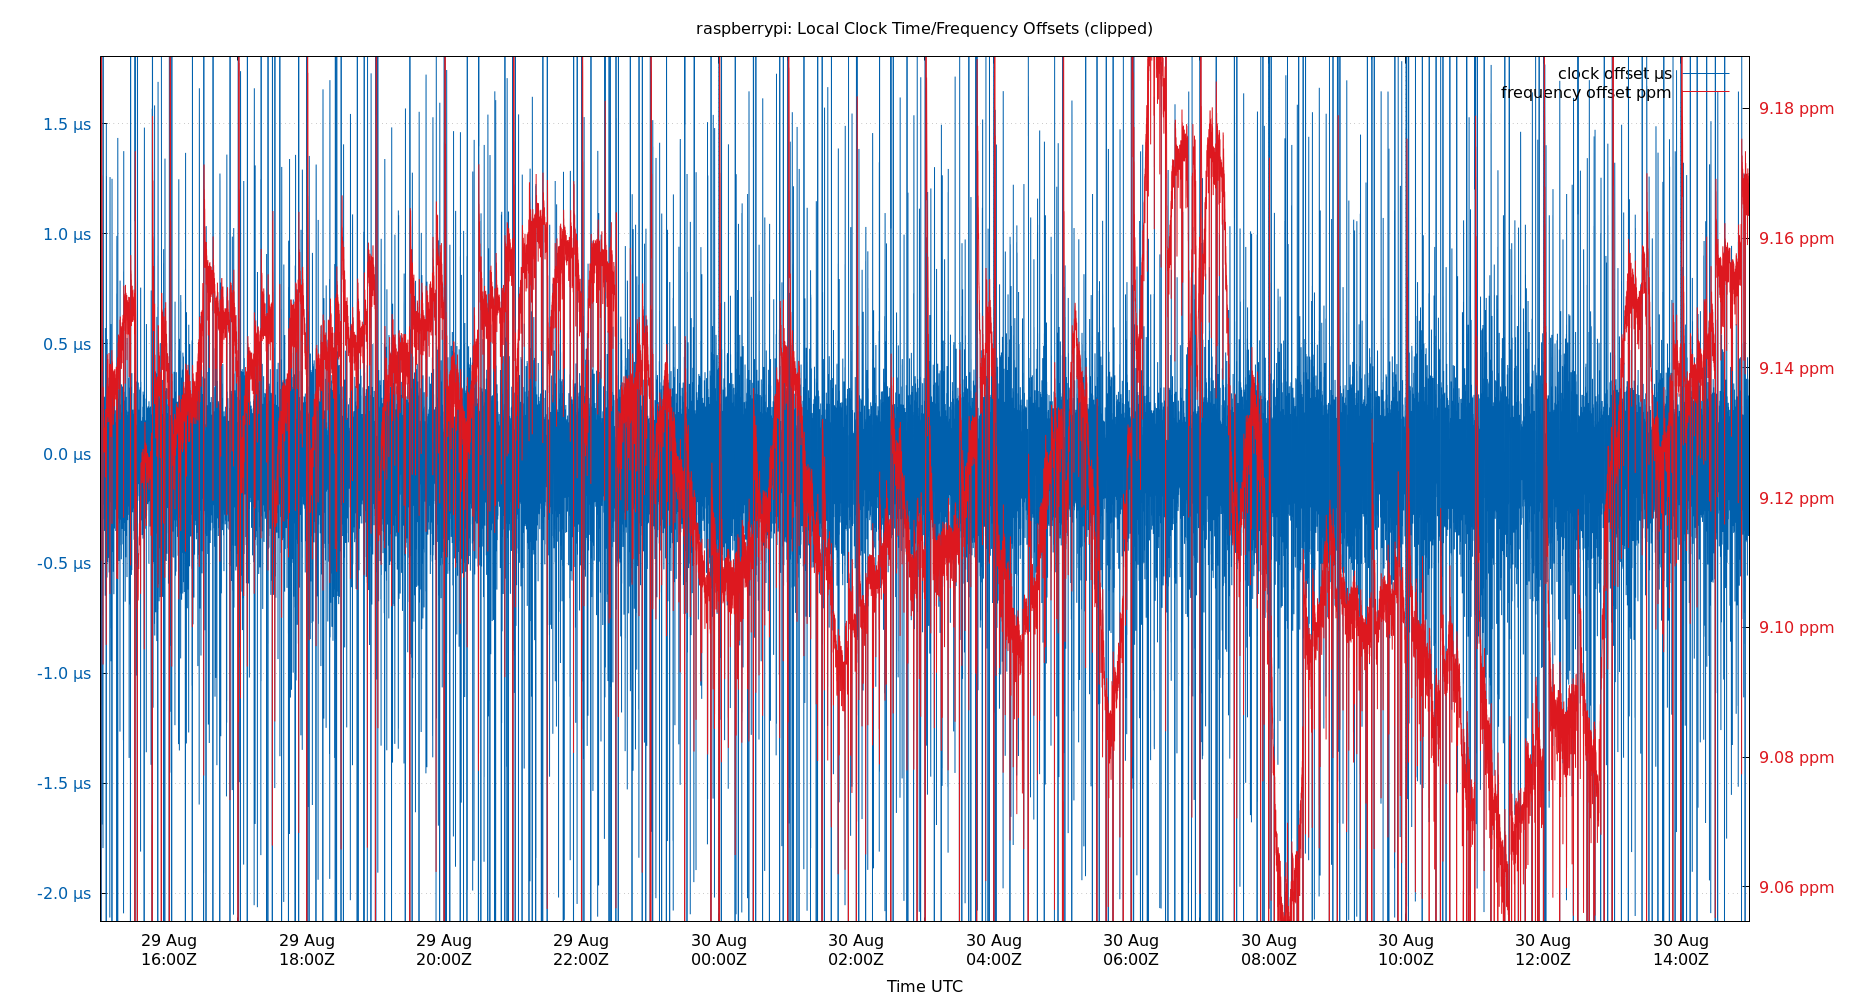 raspberrypi: Local Clock Time/Frequency Offsets (clipped)
clock offset µs
frequency offset ppm
1.5 µs
1.0 µs
0.5 µs
0.0 µs
-0.5 µs
-1.0 µs
-1.5 µs
-2.0 µs
9.18 ppm
9.16 ppm
9.14 ppm
9.12 ppm
9.10 ppm
9.08 ppm
9.06 ppm
29 Aug
16:00Z
29 Aug
18:00Z
29 Aug
20:00Z
29 Aug
22:00Z
30 Aug
00:00Z
30 Aug
02:00Z
30 Aug
04:00Z
30 Aug
06:00Z
30 Aug
08:00Z
30 Aug
10:00Z
30 Aug
12:00Z
30 Aug
14:00Z
Time UTC